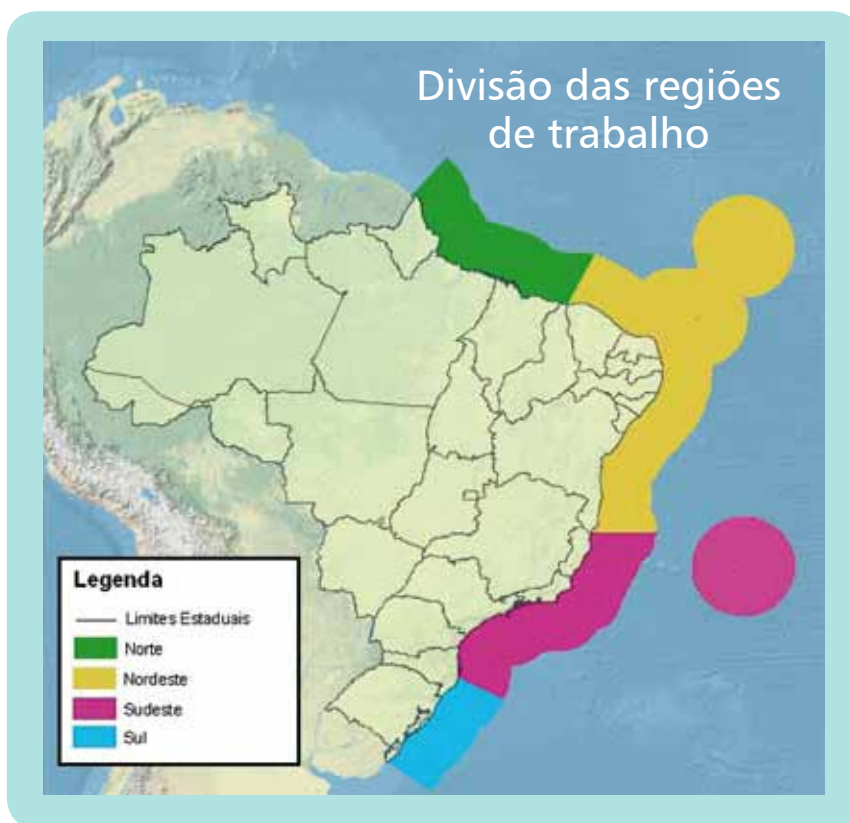 Divisão das regiões
de trabalho
Legenda
Limites Estaduais
Norte
Nordeste
Sudeste
Sul